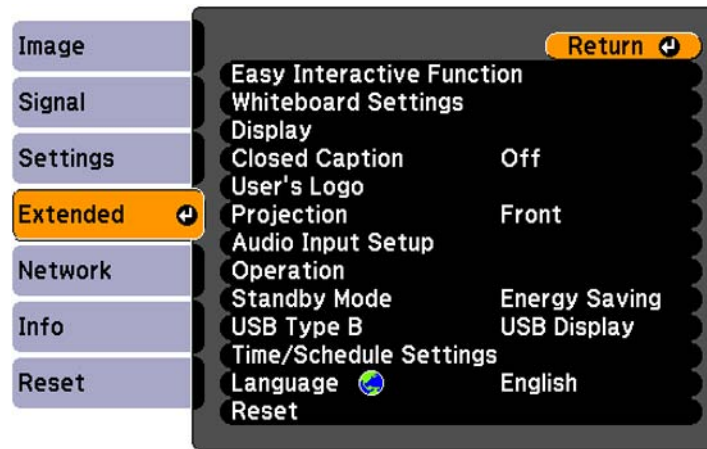 Image
Signal
Settings
Extended
Network
Info
Reset
Return
Easy Interactive Function
Whiteboard Settings
Display
Closed Caption Off
User's Logo
Projection Front
Audio Input Setup
Operation
Standby Mode Energy Saving
USB Type B USB Display
Time/Schedule Settings
Language English
Reset